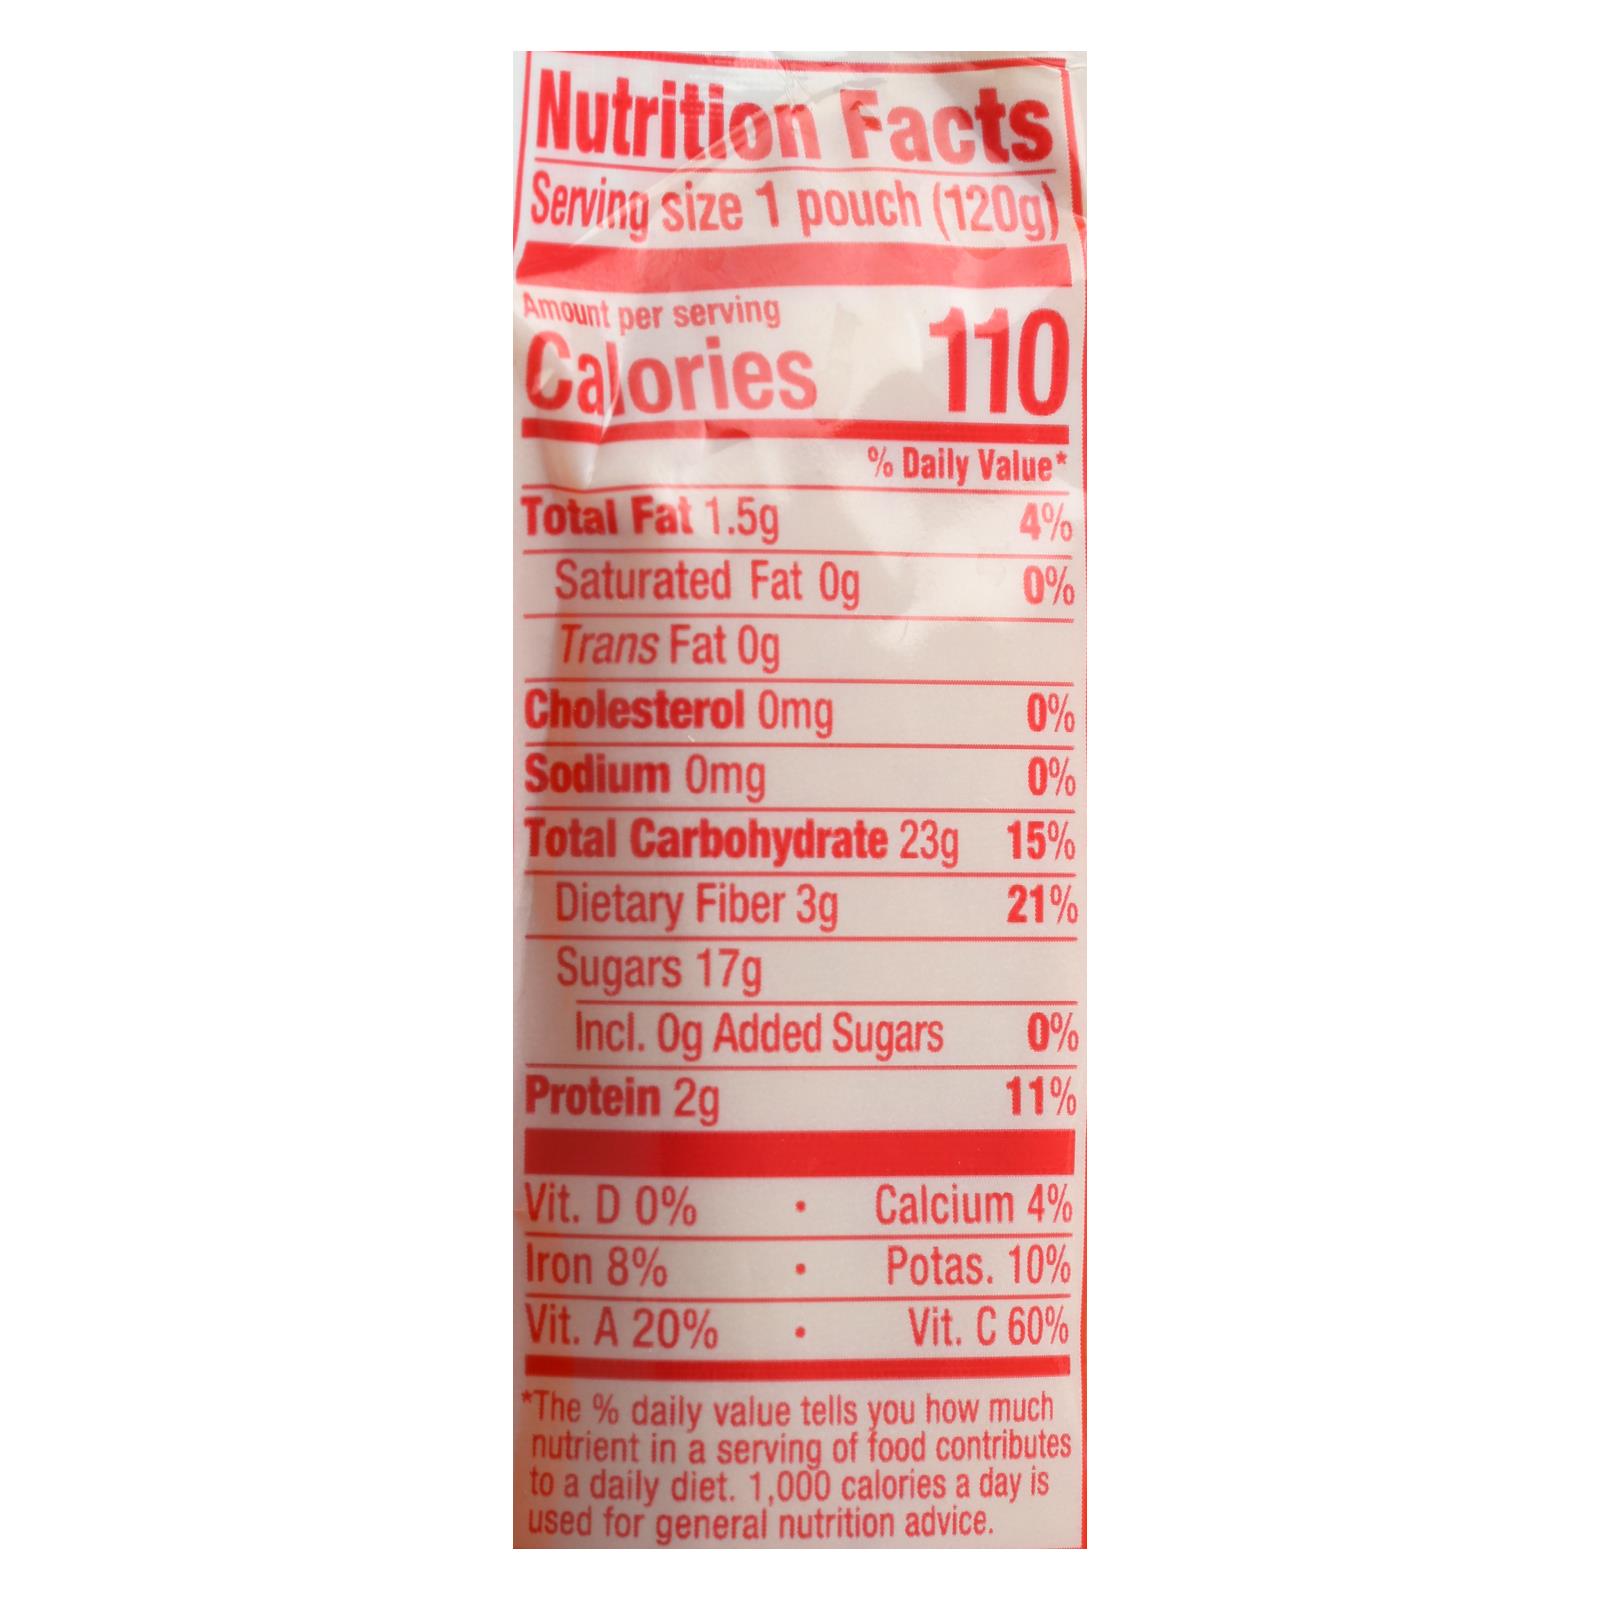 Nutrition Facts
Serving size 1 pouch (120g)
Amount per serving
Calories 110
% Daily Value*
Total Fat 1.5g 4%
Saturated Fat 0g 0%
Trans Fat 0g
Cholesterol 0mg 0%
Sodium 0mg 0%
Total Carbohydrate 23g 15%
Dietary Fiber 3g 21%
Sugars 17g
Incl. 0g Added Sugars 0%
Protein 2g 11%
Vit. D 0% • Calcium 4%
Iron 8% • Potas. 10%
Vit. A 20% • Vit. C 60%
*The % daily value tells you how much
nutrient in a serving of food contributes
to a daily diet. 1,000 calories a day is
used for general nutrition advice.